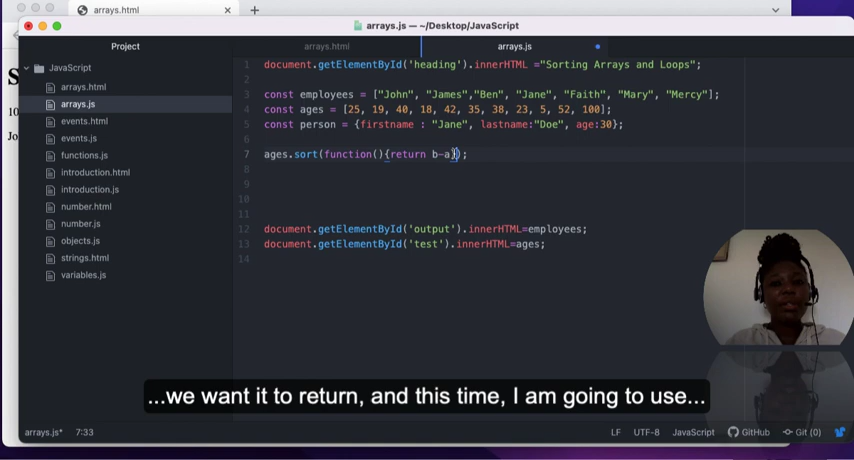 arrays.html
arrays.js — ~/Desktop/JavaScript
Project
arrays.html
arrays.js
JavaScript
arrays.html
arrays.js
events.html
events.js
functions.js
introduction.html
introduction.js
number.html
number.js
objects.js
strings.html
variables.js
1 document.getElementById('heading').innerHTML ="Sorting Arrays and Loops";
2
3 const employees = ["John", "James","Ben", "Jane", "Faith", "Mary", "Mercy"];
4 const ages = [25, 19, 40, 18, 42, 35, 38, 23, 5, 52, 100];
5 const person = {firstname : "Jane", lastname:"Doe", age:30};
6
7 ages.sort(function(){return b-a});
8
9
10
11
12 document.getElementById('output').innerHTML=employees;
13 document.getElementById('test').innerHTML=ages;
14
S
10
Jo
...we want it to return, and this time, I am going to use...
arrays.js* 7:33 LF UTF-8 JavaScript GitHub Git (0)